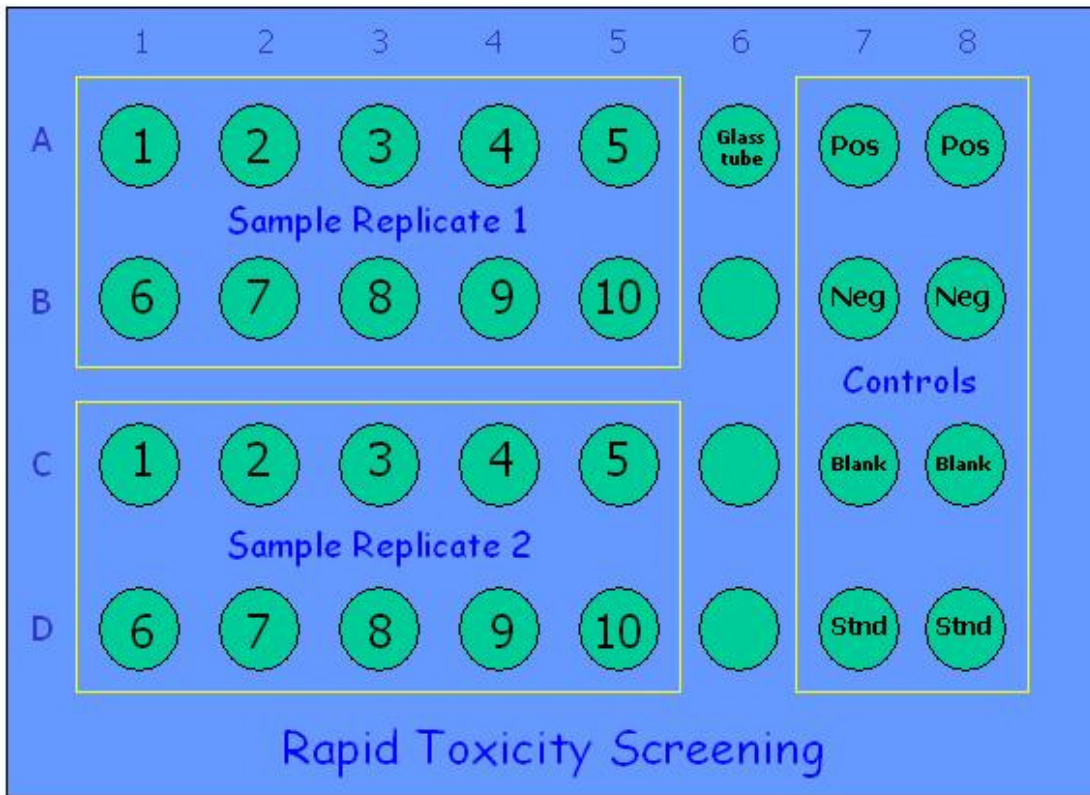 1 2 3 4 5 6 7 8
A 1 2 3 4 5 Glass tube Pos Pos
Sample Replicate 1
B 6 7 8 9 10 Neg Neg
Controls
C 1 2 3 4 5 Blank Blank
Sample Replicate 2
D 6 7 8 9 10 Stnd Stnd
Rapid Toxicity Screening